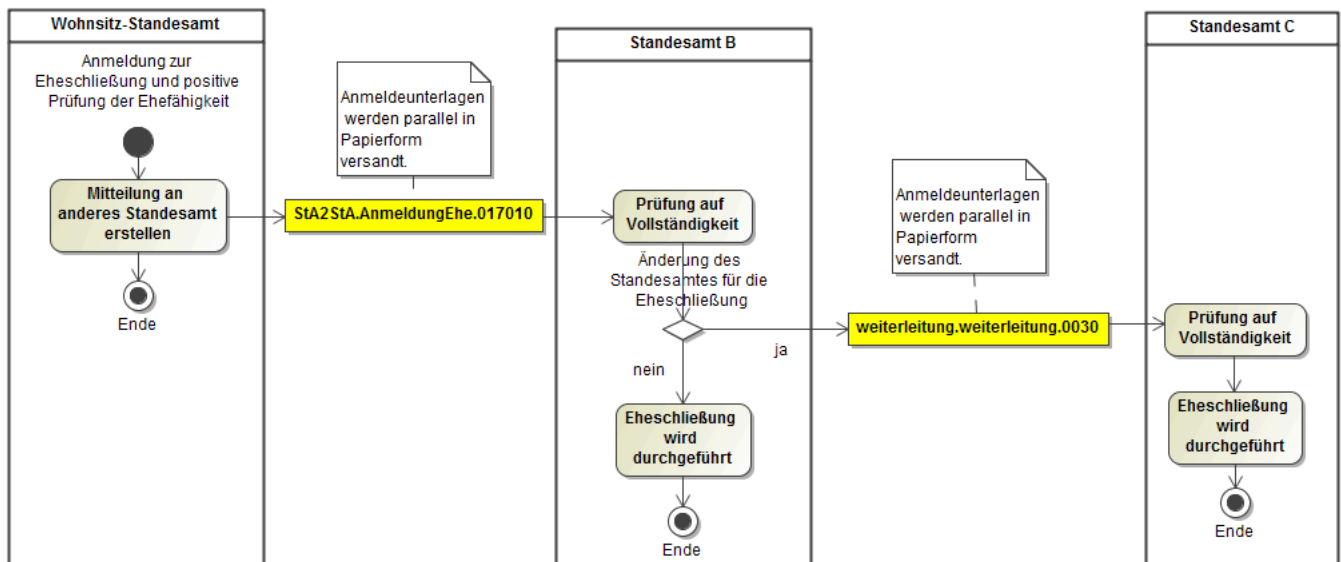 Wohnsitz-Standesamt
Anmeldung zur
Eheschließung und positive
Prüfung der Ehefähigkeit
Mitteilung an
anderes Standesamt
erstellen
Ende
Anmeldeunterlagen
werden parallel in
Papierform
versandt.
StA2StA.AnmeldungEhe.017010
Standesamt B
Prüfung auf
Vollständigkeit
Änderung des
Standesamtes für die
Eheschließung
ja
nein
Eheschließung
wird
durchgeführt
Ende
Anmeldeunterlagen
werden parallel in
Papierform
versandt.
weiterleitung.weiterleitung.0030
Standesamt C
Prüfung auf
Vollständigkeit
Eheschließung
wird
durchgeführt
Ende